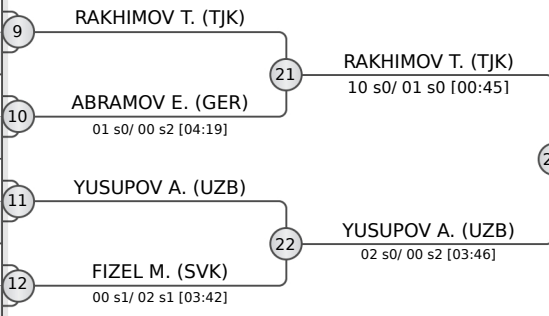 RAKHIMOV T. (TJK)
9
21
RAKHIMOV T. (TJK)
10 s0/ 01 s0 [00:45]
ABRAMOV E. (GER)
10
01 s0/ 00 s2 [04:19]
2
YUSUPOV A. (UZB)
11
22
YUSUPOV A. (UZB)
02 s0/ 00 s2 [03:46]
FIZEL M. (SVK)
12
00 s1/ 02 s1 [03:42]